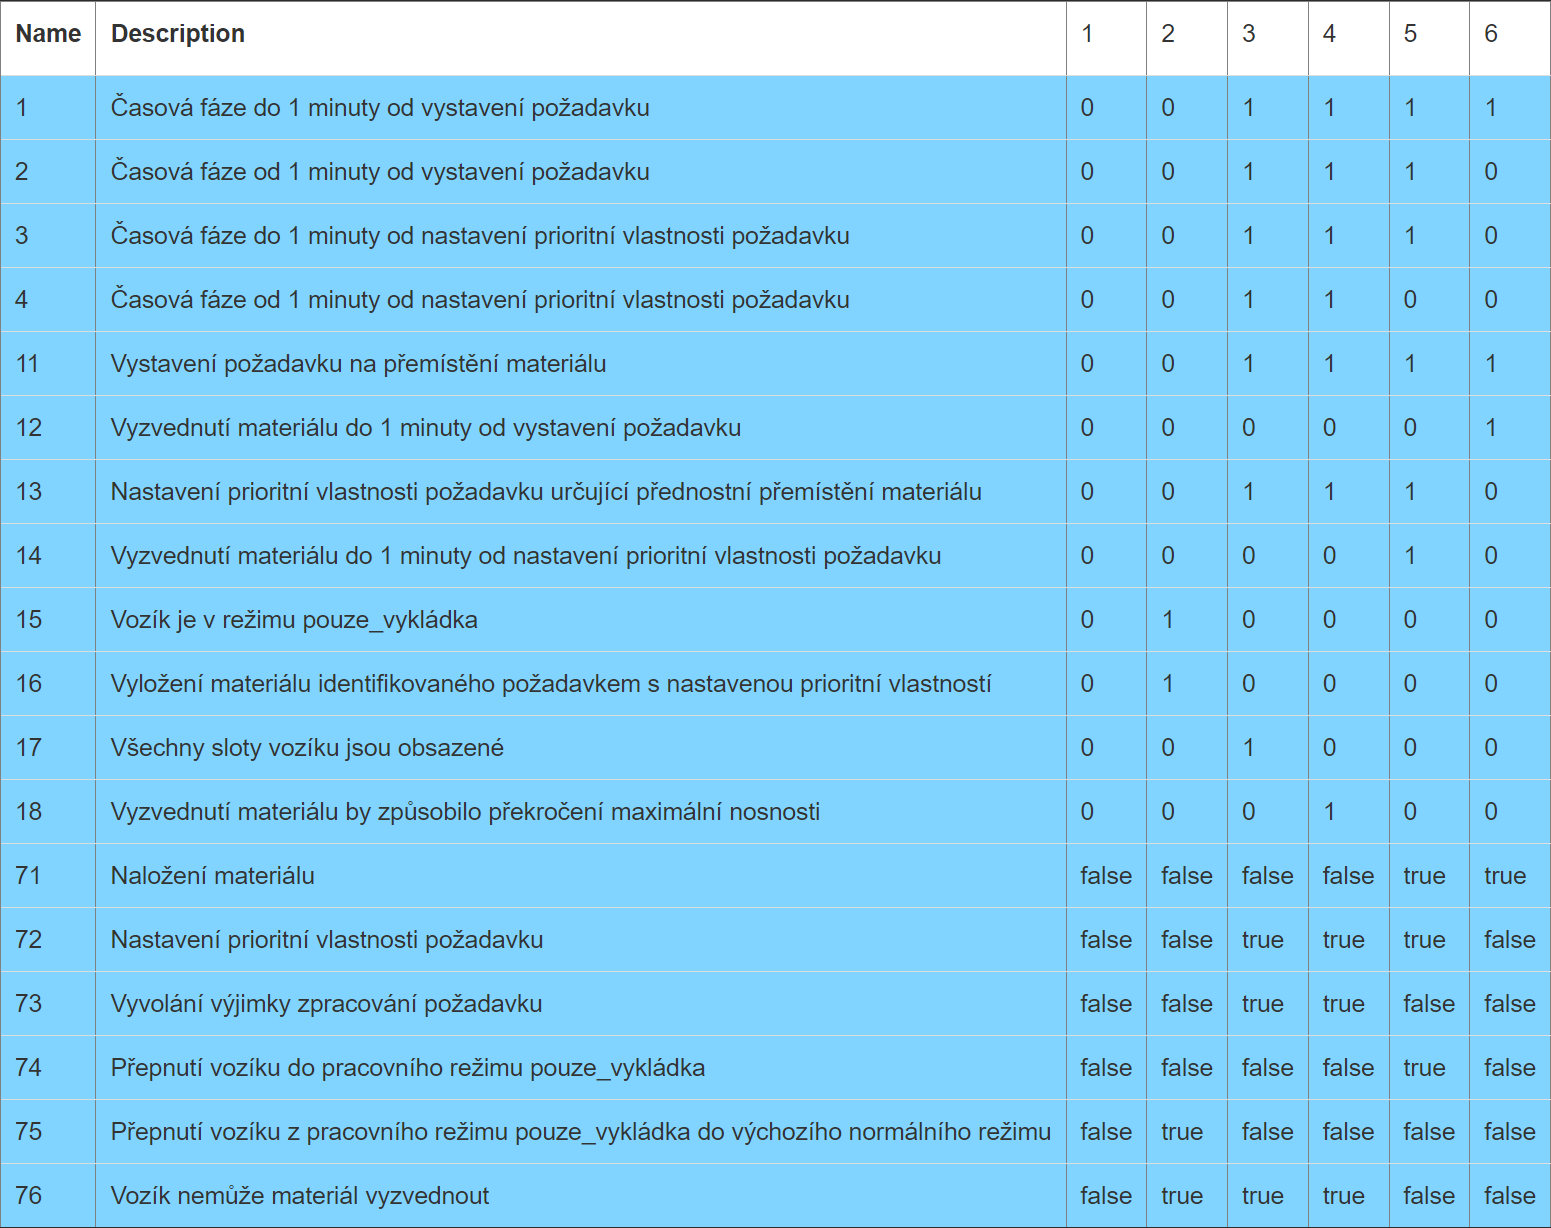 Name Description 1 2 3 4 5 6
1 Časová fáze do 1 minuty od vystavení požadavku 0 0 1 1 1 1
2 Časová fáze od 1 minuty od vystavení požadavku 0 0 1 1 1 0
3 Časová fáze do 1 minuty od nastavení prioritní vlastnosti požadavku 0 0 1 1 1 0
4 Časová fáze od 1 minuty od nastavení prioritní vlastnosti požadavku 0 0 1 1 0 0
11 Vystavení požadavku na přemístění materiálu 0 0 1 1 1 1
12 Vyzvednutí materiálu do 1 minuty od vystavení požadavku 0 0 0 0 0 1
13 Nastavení prioritní vlastnosti požadavku určující přednostní přemístění materiálu 0 0 1 1 1 0
14 Vyzvednutí materiálu do 1 minuty od nastavení prioritní vlastnosti požadavku 0 0 0 0 1 0
15 Vozík je v režimu pouze_vykládka 0 1 0 0 0 0
16 Vyložení materiálu identifikovaného požadavkem s nastavenou prioritní vlastností 0 1 0 0 0 0
17 Všechny sloty vozíku jsou obsazené 0 0 1 0 0 0
18 Vyzvednutí materiálu by způsobilo překročení maximální nosnosti 0 0 0 1 0 0
71 Naložení materiálu false false false false true true
72 Nastavení prioritní vlastnosti požadavku false false true true true false
73 Vyvolání výjimky zpracování požadavku false false true true false false
74 Přepnutí vozíku do pracovního režimu pouze_vykládka false false false false true false
75 Přepnutí vozíku z pracovního režimu pouze_vykládka do výchozího normálního režimu false true false false false false
76 Vozík nemůže materiál vyzvednout false true true true false false